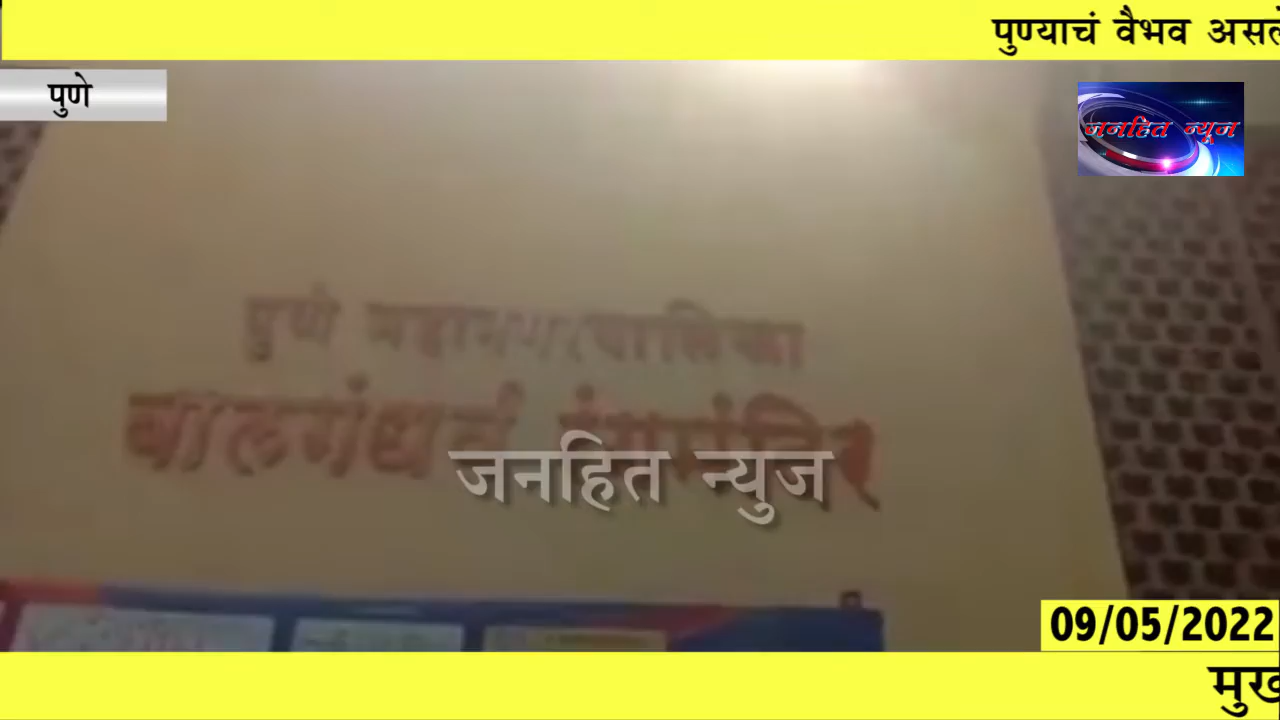 पुण्याचं वैभव असले
पुणे
जनहित न्यूज
पुणे महानगरपालिका
बालगंधर्व रंगमंदिर
जनहित न्युज
09/05/2022
मुख